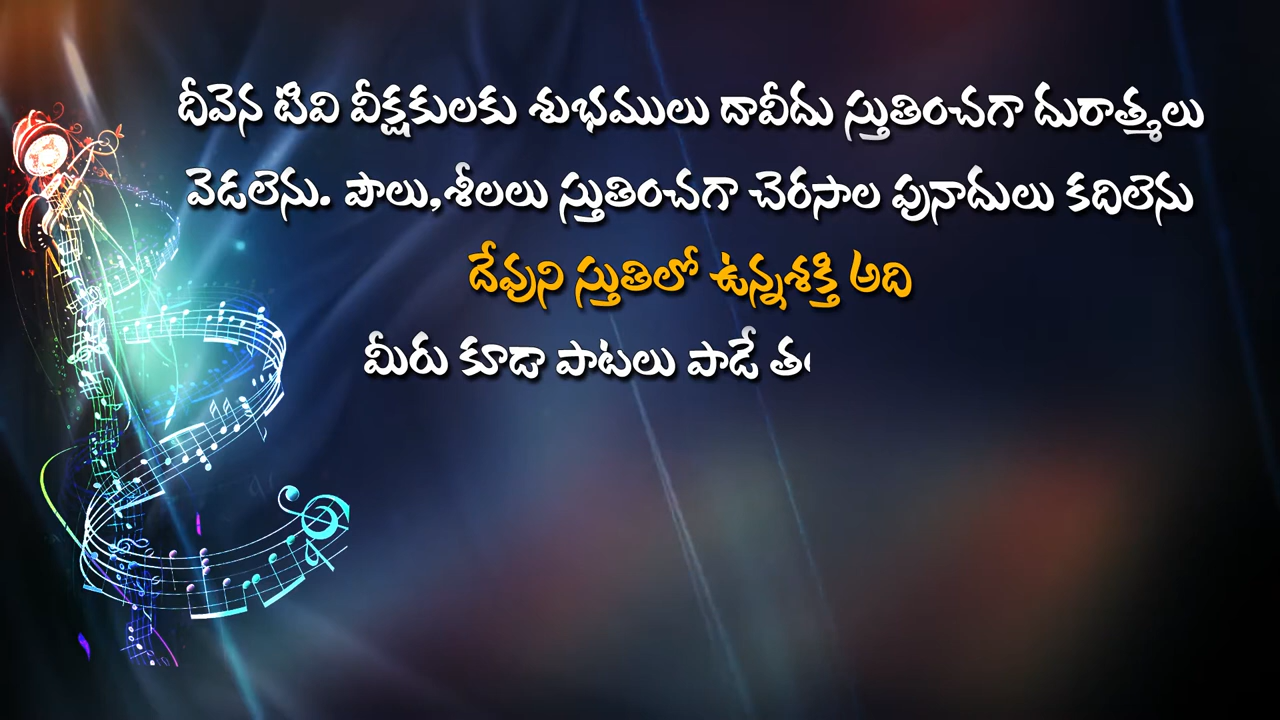 దీవెన టివి వీక్షకులకు శుభములు దావీదు స్తుతించగా దురాత్మలు
వెడలెను. పౌలు,శీలలు స్తుతించగా చెరసాల పునాదులు కదిలెను
దేవుని స్తుతిలో ఉన్నశక్తి అది
మీరు కూడా పాటలు పాడే